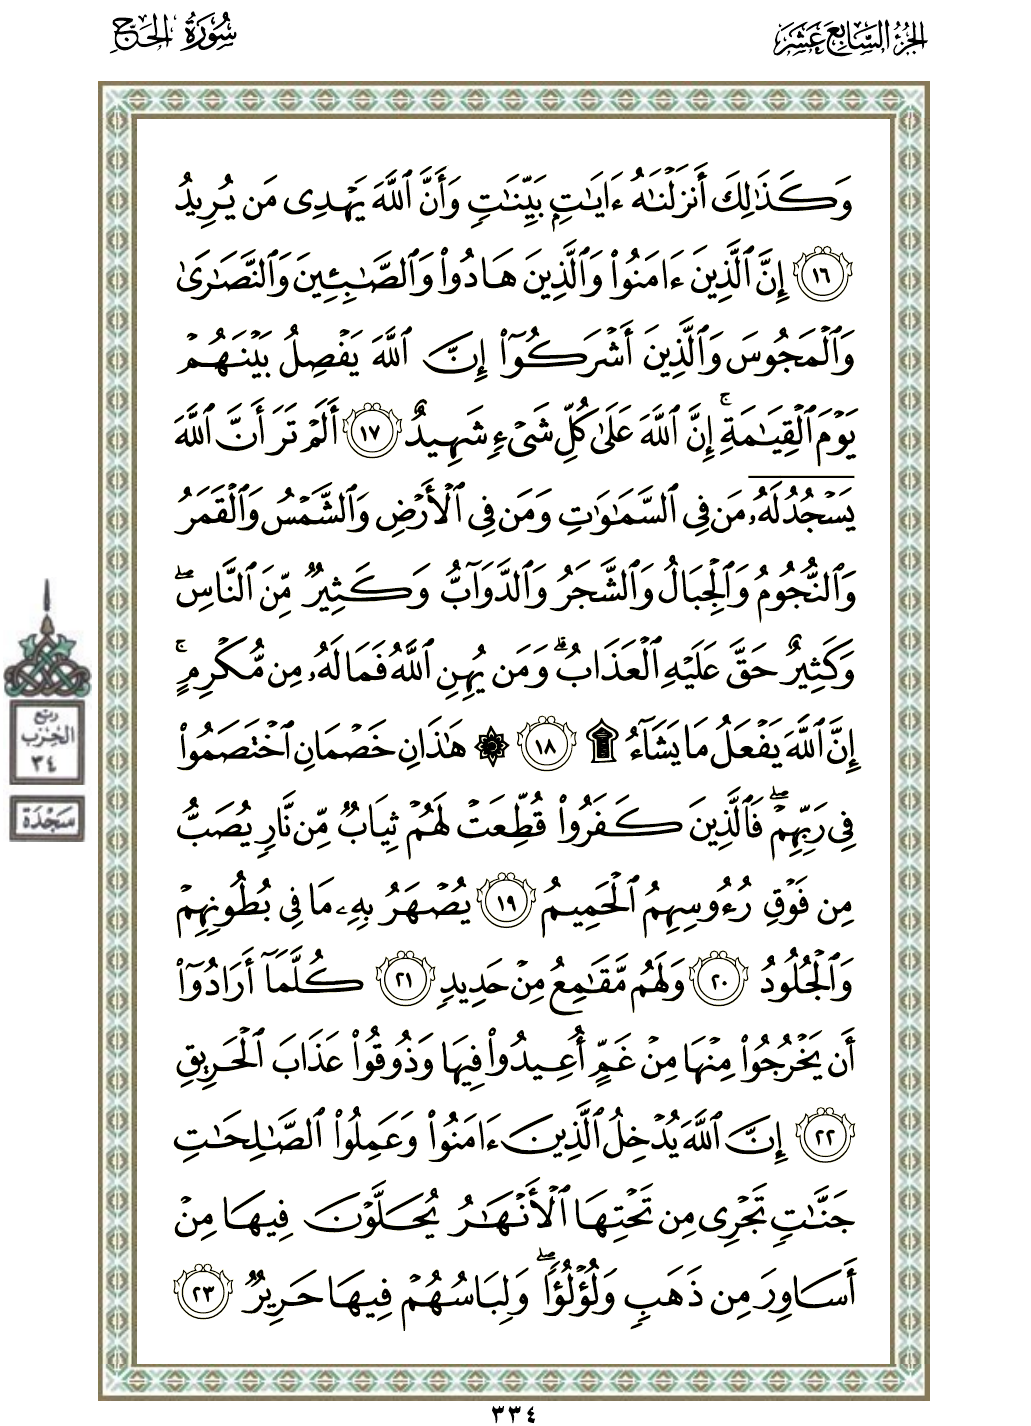 الجزء السابع عشر
سورة الحج
وَكَذَٰلِكَ أَنزَلْنَٰهُ ءَايَٰتٍۭ بَيِّنَٰتٍ وَأَنَّ ٱللَّهَ يَهْدِى مَن يُرِيدُ
﴿١٦﴾ إِنَّ ٱلَّذِينَ ءَامَنُوا۟ وَٱلَّذِينَ هَادُوا۟ وَٱلصَّٰبِـِٔينَ وَٱلنَّصَٰرَىٰ
وَٱلْمَجُوسَ وَٱلَّذِينَ أَشْرَكُوٓا۟ إِنَّ ٱللَّهَ يَفْصِلُ بَيْنَهُمْ
يَوْمَ ٱلْقِيَٰمَةِ ۚ إِنَّ ٱللَّهَ عَلَىٰ كُلِّ شَىْءٍ شَهِيدٌ ﴿١٧﴾ أَلَمْ تَرَ أَنَّ ٱللَّهَ
يَسْجُدُ لَهُۥ مَن فِى ٱلسَّمَٰوَٰتِ وَمَن فِى ٱلْأَرْضِ وَٱلشَّمْسُ وَٱلْقَمَرُ
وَٱلنُّجُومُ وَٱلْجِبَالُ وَٱلشَّجَرُ وَٱلدَّوَآبُّ وَكَثِيرٌ مِّنَ ٱلنَّاسِ ۖ
وَكَثِيرٌ حَقَّ عَلَيْهِ ٱلْعَذَابُ ۗ وَمَن يُهِنِ ٱللَّهُ فَمَا لَهُۥ مِن مُّكْرِمٍ ۚ
إِنَّ ٱللَّهَ يَفْعَلُ مَا يَشَآءُ ۩ ﴿١٨﴾ ۞ هَٰذَانِ خَصْمَانِ ٱخْتَصَمُوا۟
فِى رَبِّهِمْ ۖ فَٱلَّذِينَ كَفَرُوا۟ قُطِّعَتْ لَهُمْ ثِيَابٌ مِّن نَّارٍ يُصَبُّ
مِن فَوْقِ رُءُوسِهِمُ ٱلْحَمِيمُ ﴿١٩﴾ يُصْهَرُ بِهِۦ مَا فِى بُطُونِهِمْ
وَٱلْجُلُودُ ﴿٢٠﴾ وَلَهُم مَّقَٰمِعُ مِنْ حَدِيدٍ ﴿٢١﴾ كُلَّمَآ أَرَادُوٓا۟
أَن يَخْرُجُوا۟ مِنْهَا مِنْ غَمٍّ أُعِيدُوا۟ فِيهَا وَذُوقُوا۟ عَذَابَ ٱلْحَرِيقِ
﴿٢٢﴾ إِنَّ ٱللَّهَ يُدْخِلُ ٱلَّذِينَ ءَامَنُوا۟ وَعَمِلُوا۟ ٱلصَّٰلِحَٰتِ
جَنَّٰتٍ تَجْرِى مِن تَحْتِهَا ٱلْأَنْهَٰرُ يُحَلَّوْنَ فِيهَا مِنْ
أَسَاوِرَ مِن ذَهَبٍ وَلُؤْلُؤًا ۖ وَلِبَاسُهُمْ فِيهَا حَرِيرٌ ﴿٢٣﴾
ربع
الحزب
٣٤
سجدة
٣٣٤